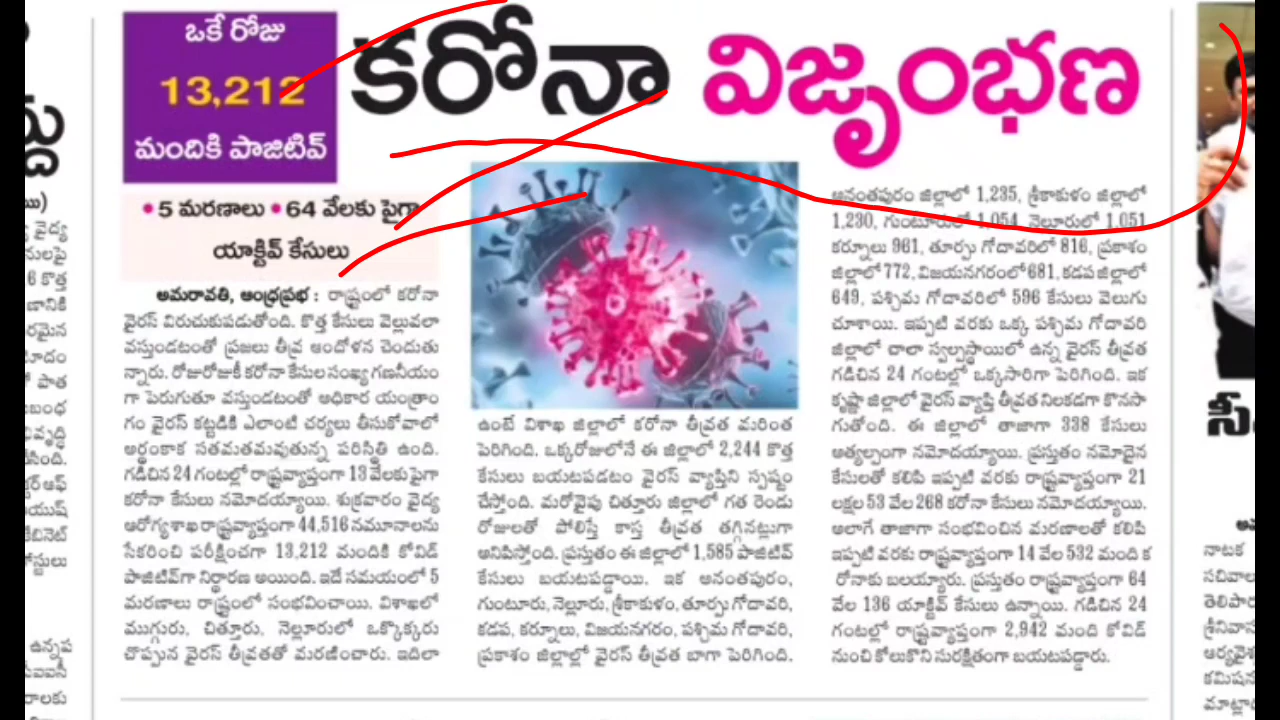 ఒకే రోజు
13,212
మందికి పాజిటివ్
కరోనా విజృంభణ
• 5 మరణాలు • 64 వేలకు పైగా
యాక్టివ్ కేసులు
అమరావతి, ఆంధ్రప్రభ : రాష్ట్రంలో కరోనా
వైరస్ విరుచుకుపడుతోంది. కొత్త కేసులు వెల్లువలా
వస్తుండటంతో ప్రజలు తీవ్ర ఆందోళన చెందుతు
న్నారు. రోజురోజుకీ కరోనా కేసుల సంఖ్య గణనీయం
గా పెరుగుతూ వస్తుండటంతో అధికార యంత్రాం
గం వైరస్ కట్టడికి ఎలాంటి చర్యలు తీసుకోవాలో
అర్థంకాక సతమతమవుతున్న పరిస్థితి ఉంది.
గడిచిన 24 గంటల్లో రాష్ట్రవ్యాప్తంగా 13 వేలకుపైగా
కరోనా కేసులు నమోదయ్యాయి. శుక్రవారం వైద్య
ఆరోగ్యశాఖ రాష్ట్రవ్యాప్తంగా 44,516 నమూనాలను
సేకరించి పరీక్షించగా 13,212 మందికి కోవిడ్
పాజిటివ్‌గా నిర్ధారణ అయింది. ఇదే సమయంలో 5
మరణాలు రాష్ట్రంలో సంభవించాయి. విశాఖలో
ముగ్గురు, చిత్తూరు, నెల్లూరులో ఒక్కొక్కరు
చొప్పున వైరస్ తీవ్రతతో మరణించారు. ఇదిలా
ఉంటే విశాఖ జిల్లాలో కరోనా తీవ్రత మరింత
పెరిగింది. ఒక్కరోజులోనే ఈ జిల్లాలో 2,244 కొత్త
కేసులు బయటపడటం వైరస్ వ్యాప్తిని స్పష్టం
చేస్తోంది. మరోవైపు చిత్తూరు జిల్లాలో గత రెండు
రోజులతో పోలిస్తే కాస్త తీవ్రత తగ్గినట్లుగా
అనిపిస్తోంది. ప్రస్తుతం ఈ జిల్లాలో 1,585 పాజిటివ్
కేసులు బయటపడ్డాయి. ఇక అనంతపురం,
గుంటూరు, నెల్లూరు, శ్రీకాకుళం, తూర్పు గోదావరి,
కడప, కర్నూలు, విజయనగరం, పశ్చిమ గోదావరి,
ప్రకాశం జిల్లాల్లో వైరస్ తీవ్రత బాగా పెరిగింది.
అనంతపురం జిల్లాలో 1,235, శ్రీకాకుళం జిల్లాలో
1,230, గుంటూరులో 1,054, నెల్లూరులో 1,051
కర్నూలు 961, తూర్పు గోదావరిలో 816, ప్రకాశం
జిల్లాలో 772, విజయనగరంలో 681, కడప జిల్లాలో
649, పశ్చిమ గోదావరిలో 596 కేసులు వెలుగు
చూశాయి. ఇప్పటి వరకు ఒక్క పశ్చిమ గోదావరి
జిల్లాలో చాలా స్వల్పస్థాయిలో ఉన్న వైరస్ తీవ్రత
గడిచిన 24 గంటల్లో ఒక్కసారిగా పెరిగింది. ఇక
కృష్ణా జిల్లాలో వైరస్ వ్యాప్తి తీవ్రత నిలకడగా కొనసా
గుతోంది. ఈ జిల్లాలో తాజాగా 338 కేసులు
అత్యల్పంగా నమోదయ్యాయి. ప్రస్తుతం నమోదైన
కేసులతో కలిపి ఇప్పటి వరకు రాష్ట్రవ్యాప్తంగా 21
లక్షల 53 వేల 268 కరోనా కేసులు నమోదయ్యాయి.
అలాగే తాజాగా సంభవించిన మరణాలతో కలిపి
ఇప్పటి వరకు రాష్ట్రవ్యాప్తంగా 14 వేల 532 మంది క
రోనాకు బలయ్యారు. ప్రస్తుతం రాష్ట్రవ్యాప్తంగా 64
వేల 136 యాక్టివ్ కేసులు ఉన్నాయి. గడిచిన 24
గంటల్లో రాష్ట్రవ్యాప్తంగా 2,942 మంది కోవిడ్
నుంచి కోలుకొని సురక్షితంగా బయటపడ్డారు.